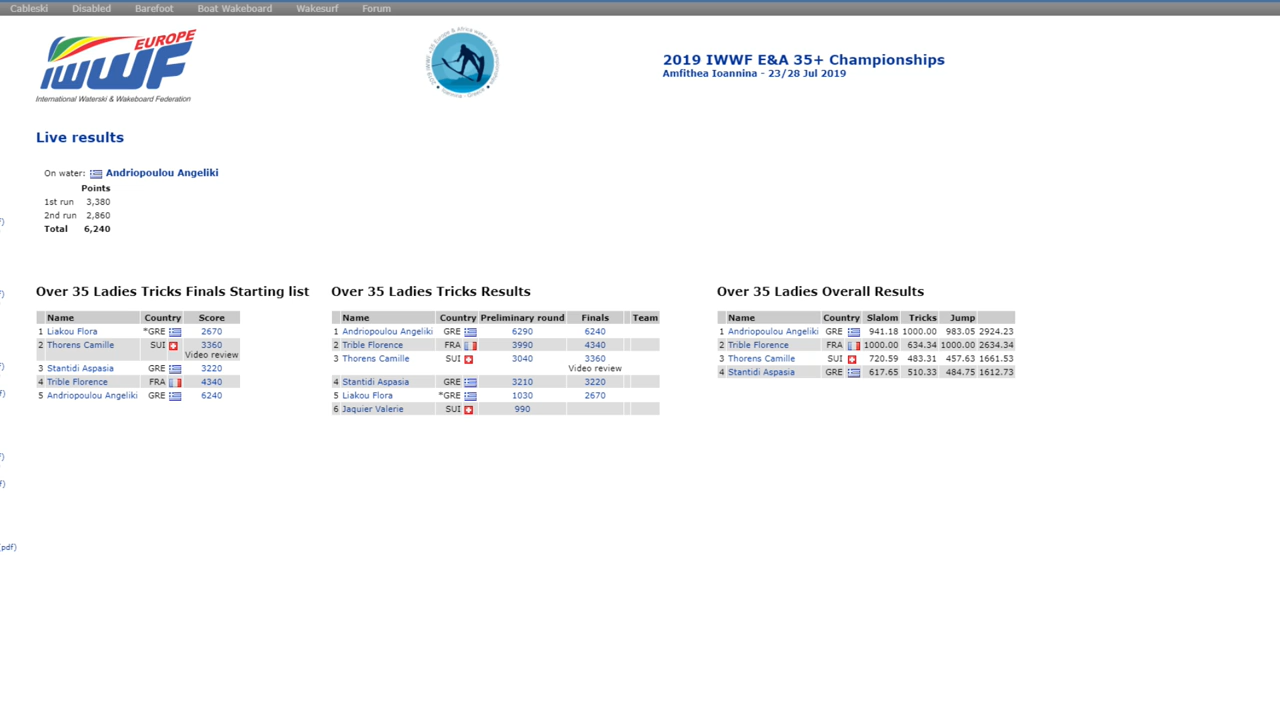 Cableski Disabled Barefoot Boat Wakeboard Wakesurf Forum
EUROPE
IWWF
International Waterski & Wakeboard Federation
2019 IWWF E&A 35+ Championships
Amfithea Ioannina - 23/28 Jul 2019
Live results
On water: Andriopoulou Angeliki
Points
1st run 3,380
2nd run 2,860
Total 6,240
Over 35 Ladies Tricks Finals Starting list
Name Country Score
1 Liakou Flora *GRE 2670
2 Thorens Camille SUI 3360
Video review
3 Stantidi Aspasia GRE 3220
4 Trible Florence FRA 4340
5 Andriopoulou Angeliki GRE 6240
Over 35 Ladies Tricks Results
Name Country Preliminary round Finals Team
1 Andriopoulou Angeliki GRE 6290 6240
2 Trible Florence FRA 3990 4340
3 Thorens Camille SUI 3040 3360
Video review
4 Stantidi Aspasia GRE 3210 3220
5 Liakou Flora *GRE 1030 2670
6 Jaquier Valerie SUI 990
Over 35 Ladies Overall Results
Name Country Slalom Tricks Jump
1 Andriopoulou Angeliki GRE 941.18 1000.00 983.05 2924.23
2 Trible Florence FRA 1000.00 634.34 1000.00 2634.34
3 Thorens Camille SUI 720.59 483.31 457.63 1661.53
4 Stantidi Aspasia GRE 617.65 510.33 484.75 1612.73
(pdf)